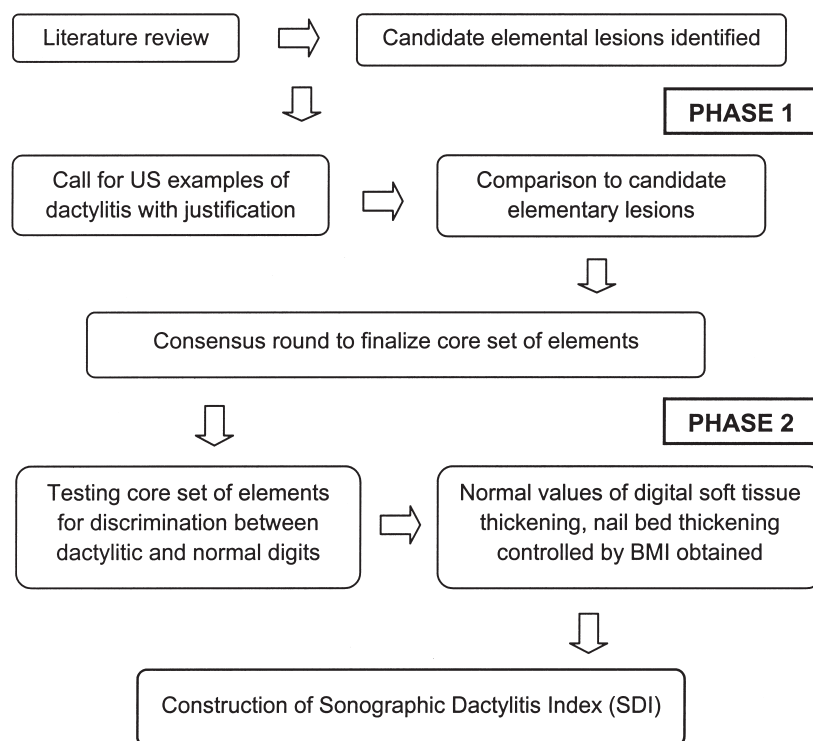 Literature review
Candidate elemental lesions identified
PHASE 1
Call for US examples of
dactylitis with justification
Comparison to candidate
elementary lesions
Consensus round to finalize core set of elements
PHASE 2
Testing core set of elements
for discrimination between
dactylitic and normal digits
Normal values of digital soft tissue
thickening, nail bed thickening
controlled by BMI obtained
Construction of Sonographic Dactylitis Index (SDI)